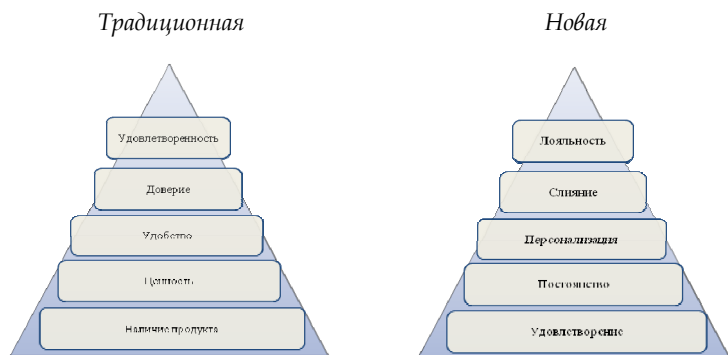 Традиционная
Удовлетворенность
Доверие
Удобство
Ценность
Наличие продукта
Новая
Лояльность
Слияние
Персонализация
Постоянство
Удовлетворение